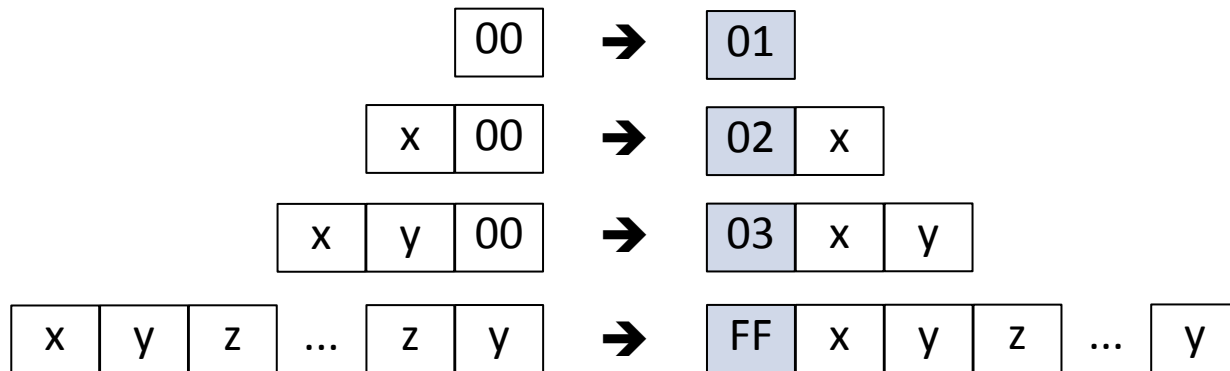 00 ➔ 01
x 00 ➔ 02 x
x y 00 ➔ 03 x y
x y z ... z y ➔ FF x y z ... y